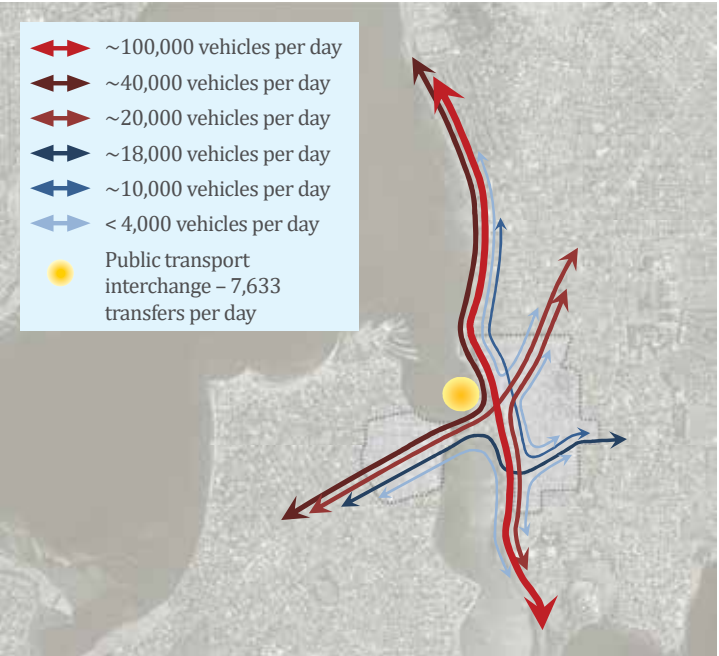 ~100,000 vehicles per day
~40,000 vehicles per day
~20,000 vehicles per day
~18,000 vehicles per day
~10,000 vehicles per day
< 4,000 vehicles per day
Public transport
interchange – 7,633
transfers per day